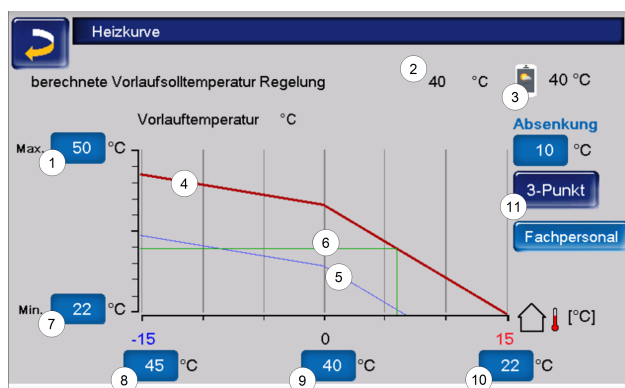 Heizkurve
berechnete Vorlaufsolltemperatur Regelung 2 40 °C 3 40 °C
Vorlauftemperatur °C
Absenkung
Max. 50 °C 10 °C
1
4
3-Punkt
11
6
Fachpersonal
5
Min. 22 °C [°C]
7
-15 0 15
45 °C 40 °C 22 °C
8 9 10